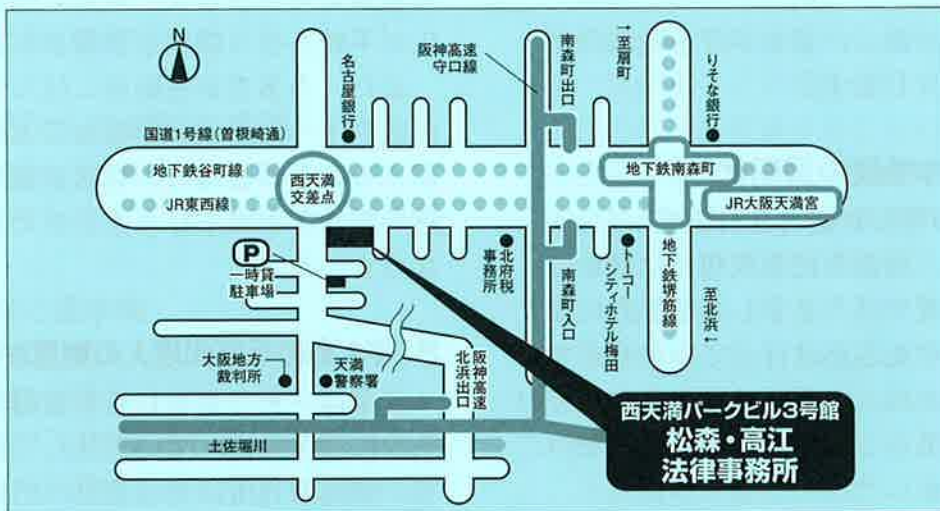 N
名古屋銀行
阪神高速
守口線
南森町出口
→至扇町
りそな銀行
国道1号線(曽根崎通)
地下鉄谷町線
西天満
交差点
地下鉄南森町
JR東西線
JR大阪天満宮
P
一時貸
駐車場
北府税
事務所
南森町入口
トーコー
シティホテル梅田
地下鉄堺筋線
至北浜←
大阪地方
裁判所
天満
警察署
阪神高速
北浜出口
土佐堀川
西天満パークビル3号館
松森・高江
法律事務所